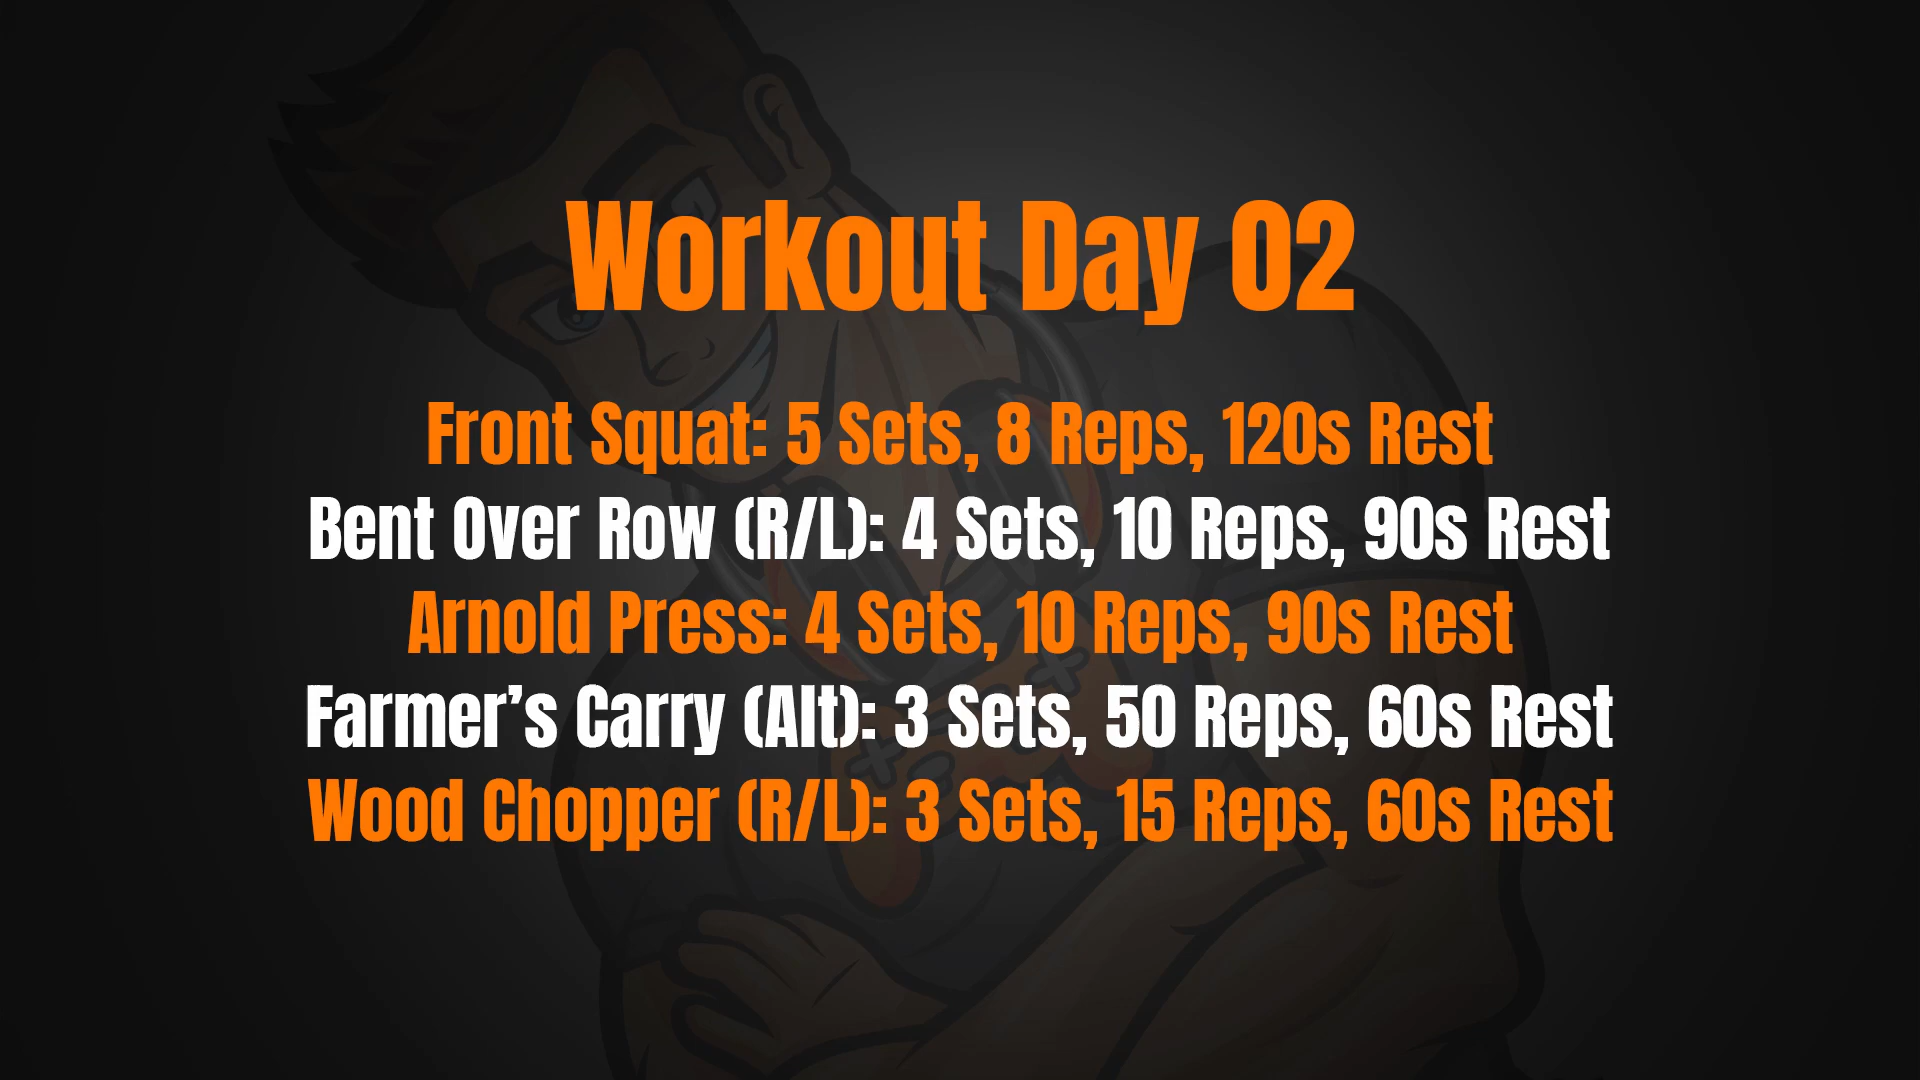 Workout Day 02
Front Squat: 5 Sets, 8 Reps, 120s Rest
Bent Over Row (R/L): 4 Sets, 10 Reps, 90s Rest
Arnold Press: 4 Sets, 10 Reps, 90s Rest
Farmer’s Carry (Alt): 3 Sets, 50 Reps, 60s Rest
Wood Chopper (R/L): 3 Sets, 15 Reps, 60s Rest